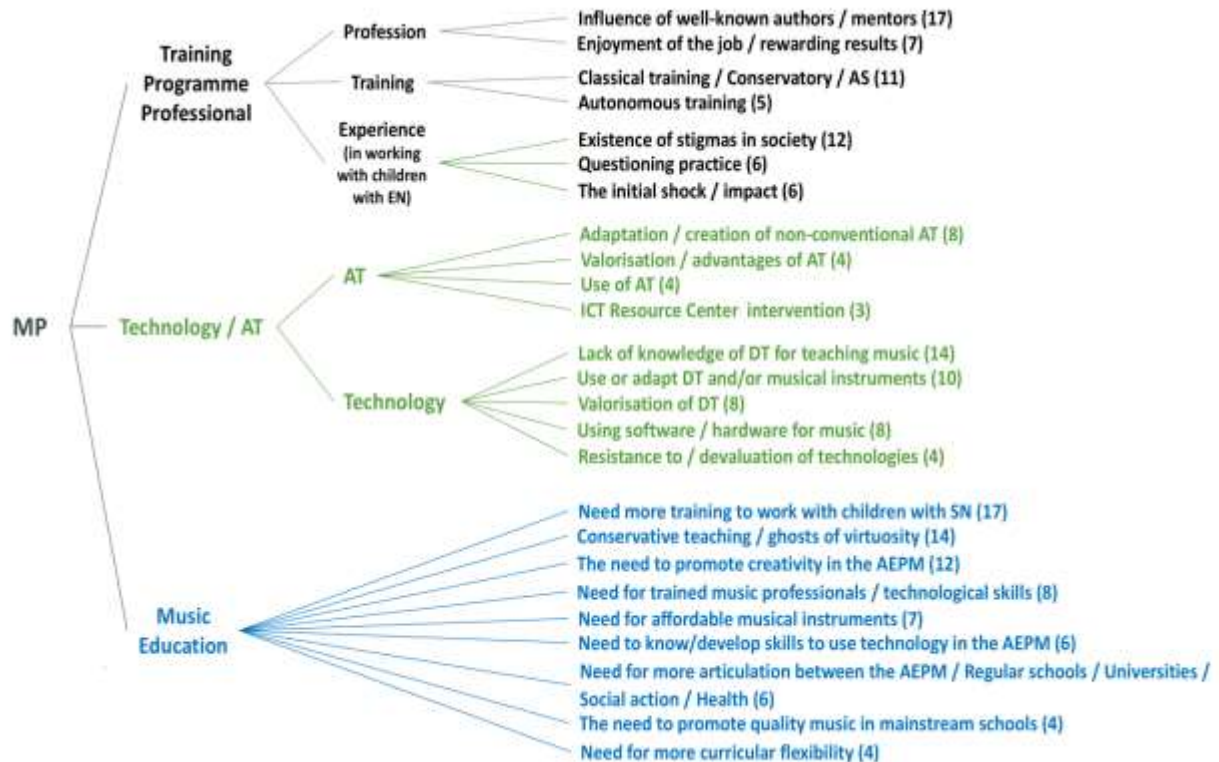 MP
Training
Programme
Professional
Profession
Influence of well-known authors / mentors (17)
Enjoyment of the job / rewarding results (7)
Training
Classical training / Conservatory / AS (11)
Autonomous training (5)
Experience
(in working
with children
with EN)
Existence of stigmas in society (12)
Questioning practice (6)
The initial shock / impact (6)
Technology / AT
AT
Adaptation / creation of non-conventional AT (8)
Valorisation / advantages of AT (4)
Use of AT (4)
ICT Resource Center intervention (3)
Technology
Lack of knowledge of DT for teaching music (14)
Use or adapt DT and/or musical instruments (10)
Valorisation of DT (8)
Using software / hardware for music (8)
Resistance to / devaluation of technologies (4)
Music
Education
Need more training to work with children with SN (17)
Conservative teaching / ghosts of virtuosity (14)
The need to promote creativity in the AEPM (12)
Need for trained music professionals / technological skills (8)
Need for affordable musical instruments (7)
Need to know/develop skills to use technology in the AEPM (6)
Need for more articulation between the AEPM / Regular schools / Universities /
Social action / Health (6)
The need to promote quality music in mainstream schools (4)
Need for more curricular flexibility (4)